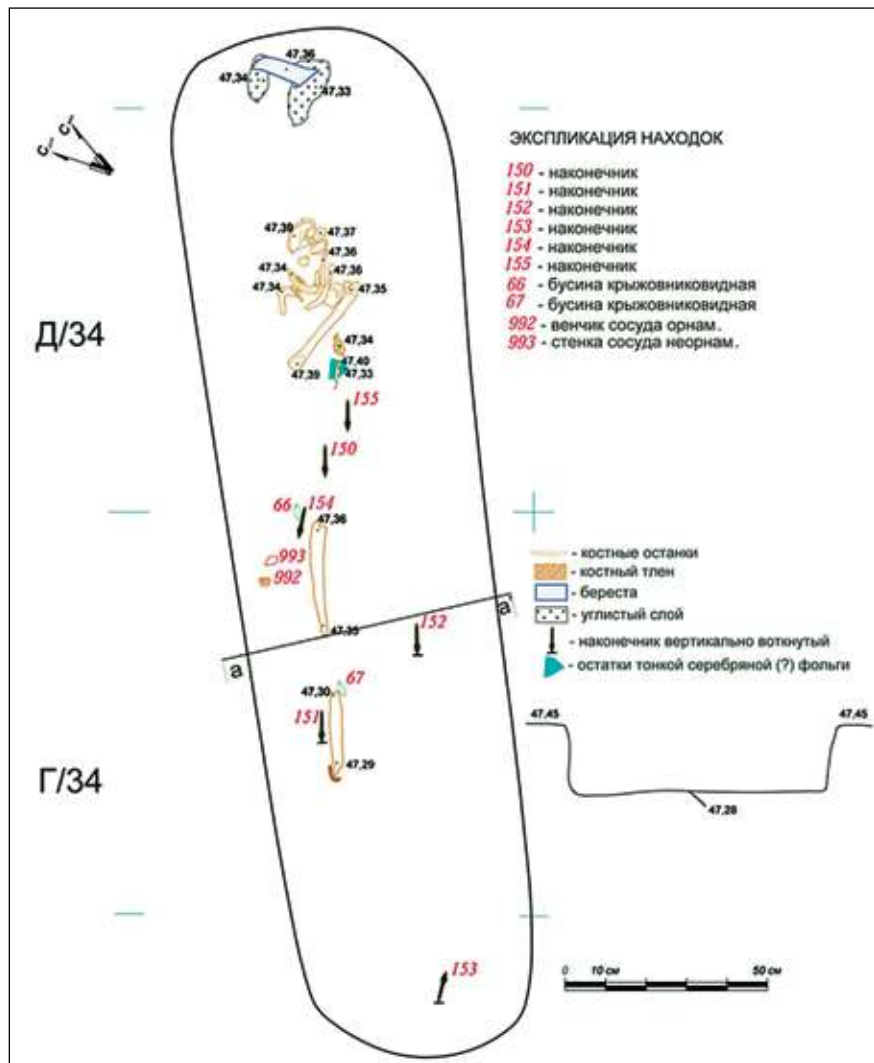 47,36
47,34
47,33
С
С
ЭКСПЛИКАЦИЯ НАХОДОК
150 - наконечник
151 - наконечник
152 - наконечник
153 - наконечник
154 - наконечник
155 - наконечник
66 - бусина крыжовниковидная
67 - бусина крыжовниковидная
992 - венчик сосуда орнам.
993 - стенка сосуда неорнам.
47,39
47,37
47,36
47,34
47,36
47,34
47,35
Д/34
47,34
47,40
47,39
47,33
155
150
66
154
47,36
993
992
- костные останки
- костный тлен
- береста
- углистый слой
- наконечник вертикально воткнутый
- остатки тонкой серебряной (?) фольги
47,35
152
а
а
67
47,30
151
47,29
Г/34
47,45
47,45
47,28
153
0 10 см 50 см